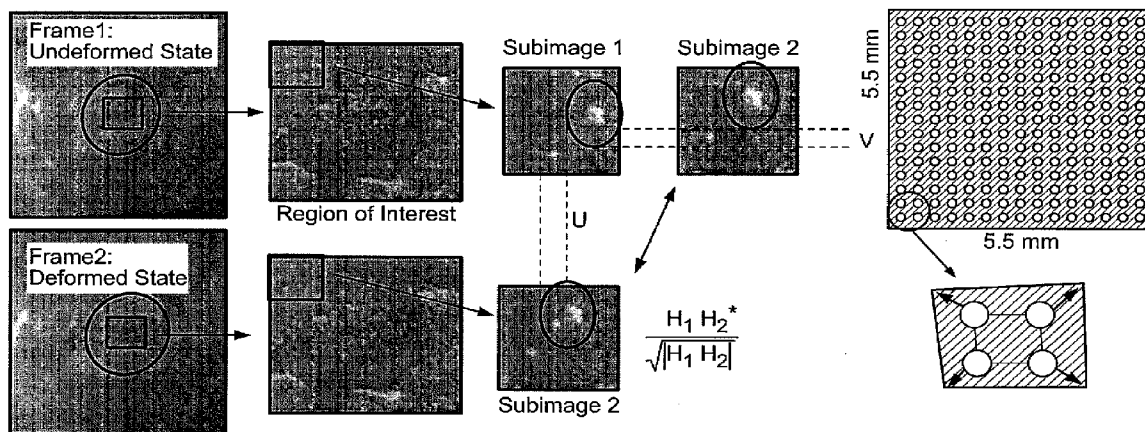 Frame1:
Undeformed State
Region of Interest
Subimage 1
Subimage 2
U
V
5.5 mm
5.5 mm
Frame2:
Deformed State
Subimage 2
H₁ H₂*
√|H₁ H₂|